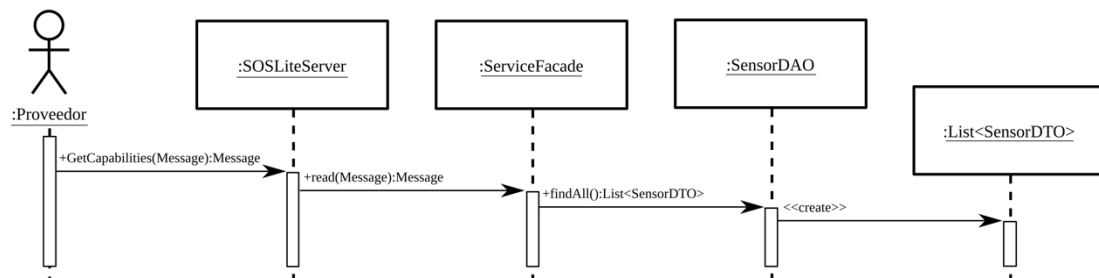 :Proveedor
:SOSLiteServer
:ServiceFacade
:SensorDAO
:List<SensorDTO>
+GetCapabilities(Message):Message
+read(Message):Message
+findAll():List<SensorDTO>
<<create>>